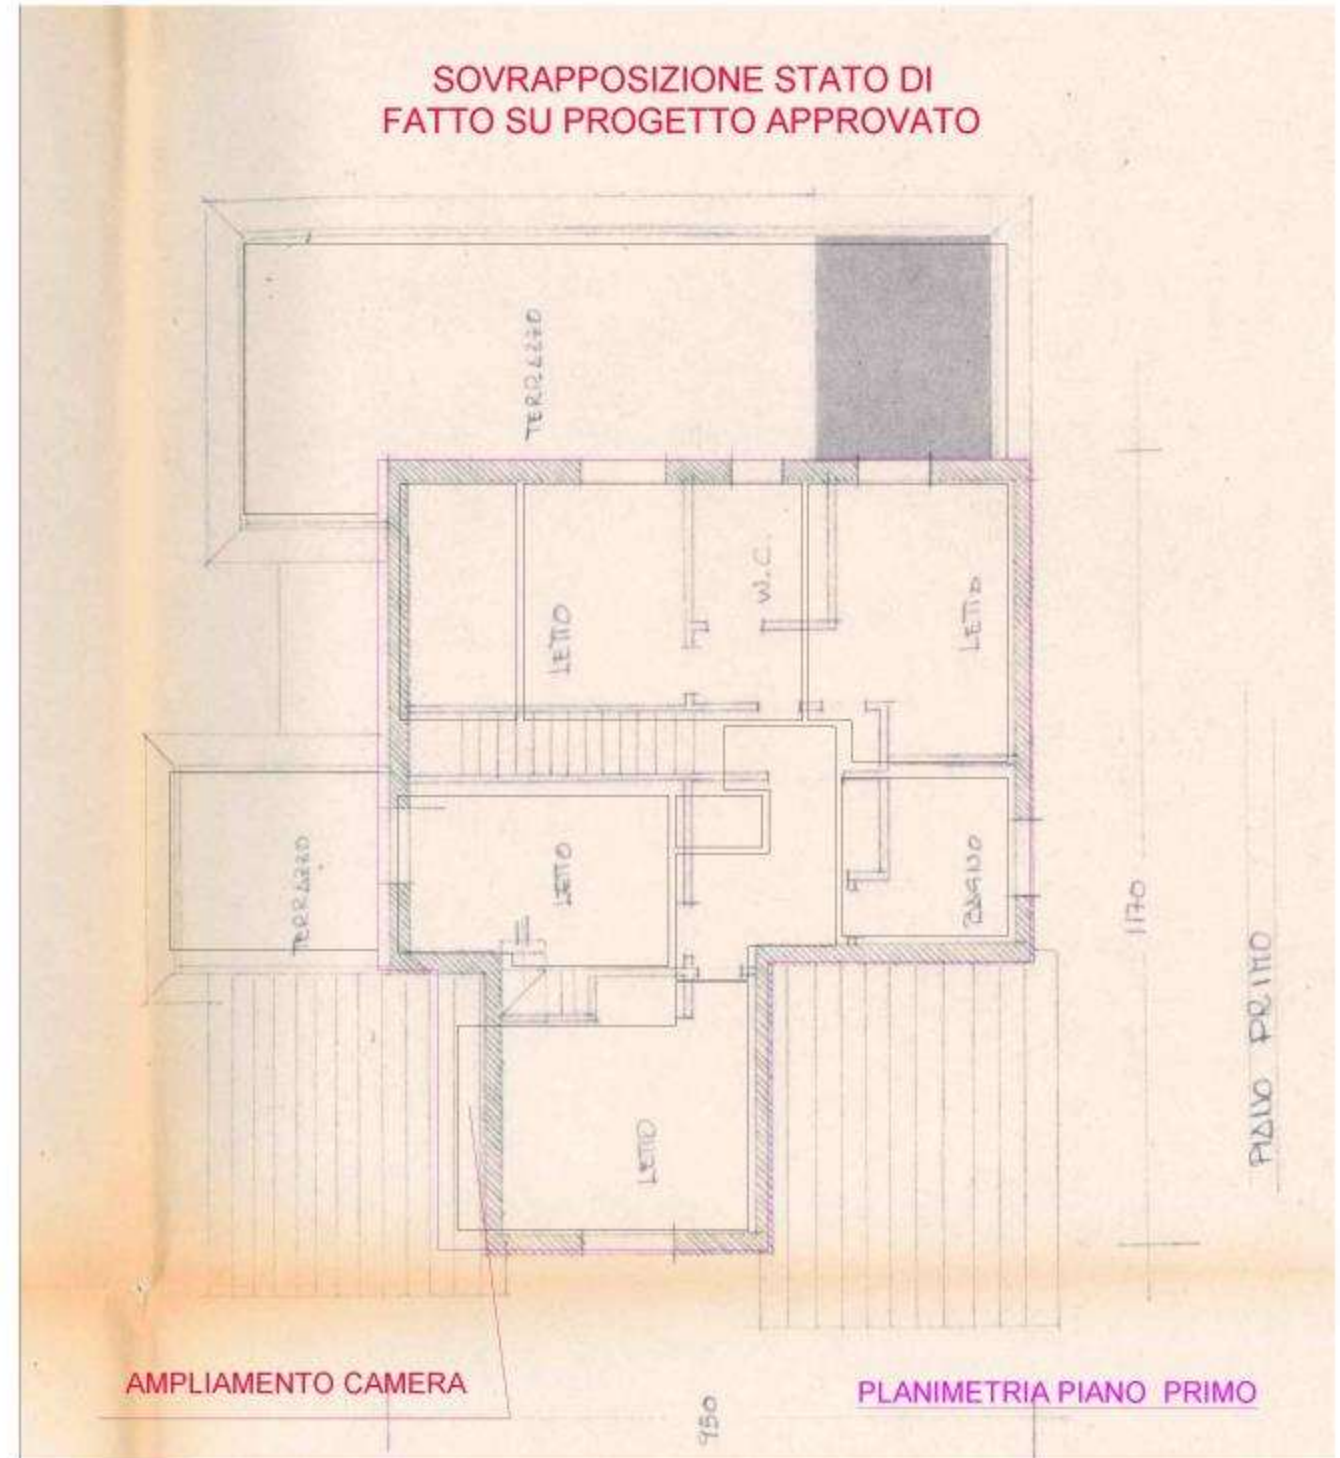 SOVRAPPOSIZIONE STATO DI
FATTO SU PROGETTO APPROVATO
TERRAZZO
LETTO
W.C.
LETTO
TERRAZZO
LETTO
BAGNO
1170
PIANO PRIMO
LETTO
AMPLIAMENTO CAMERA
PLANIMETRIA PIANO PRIMO
950